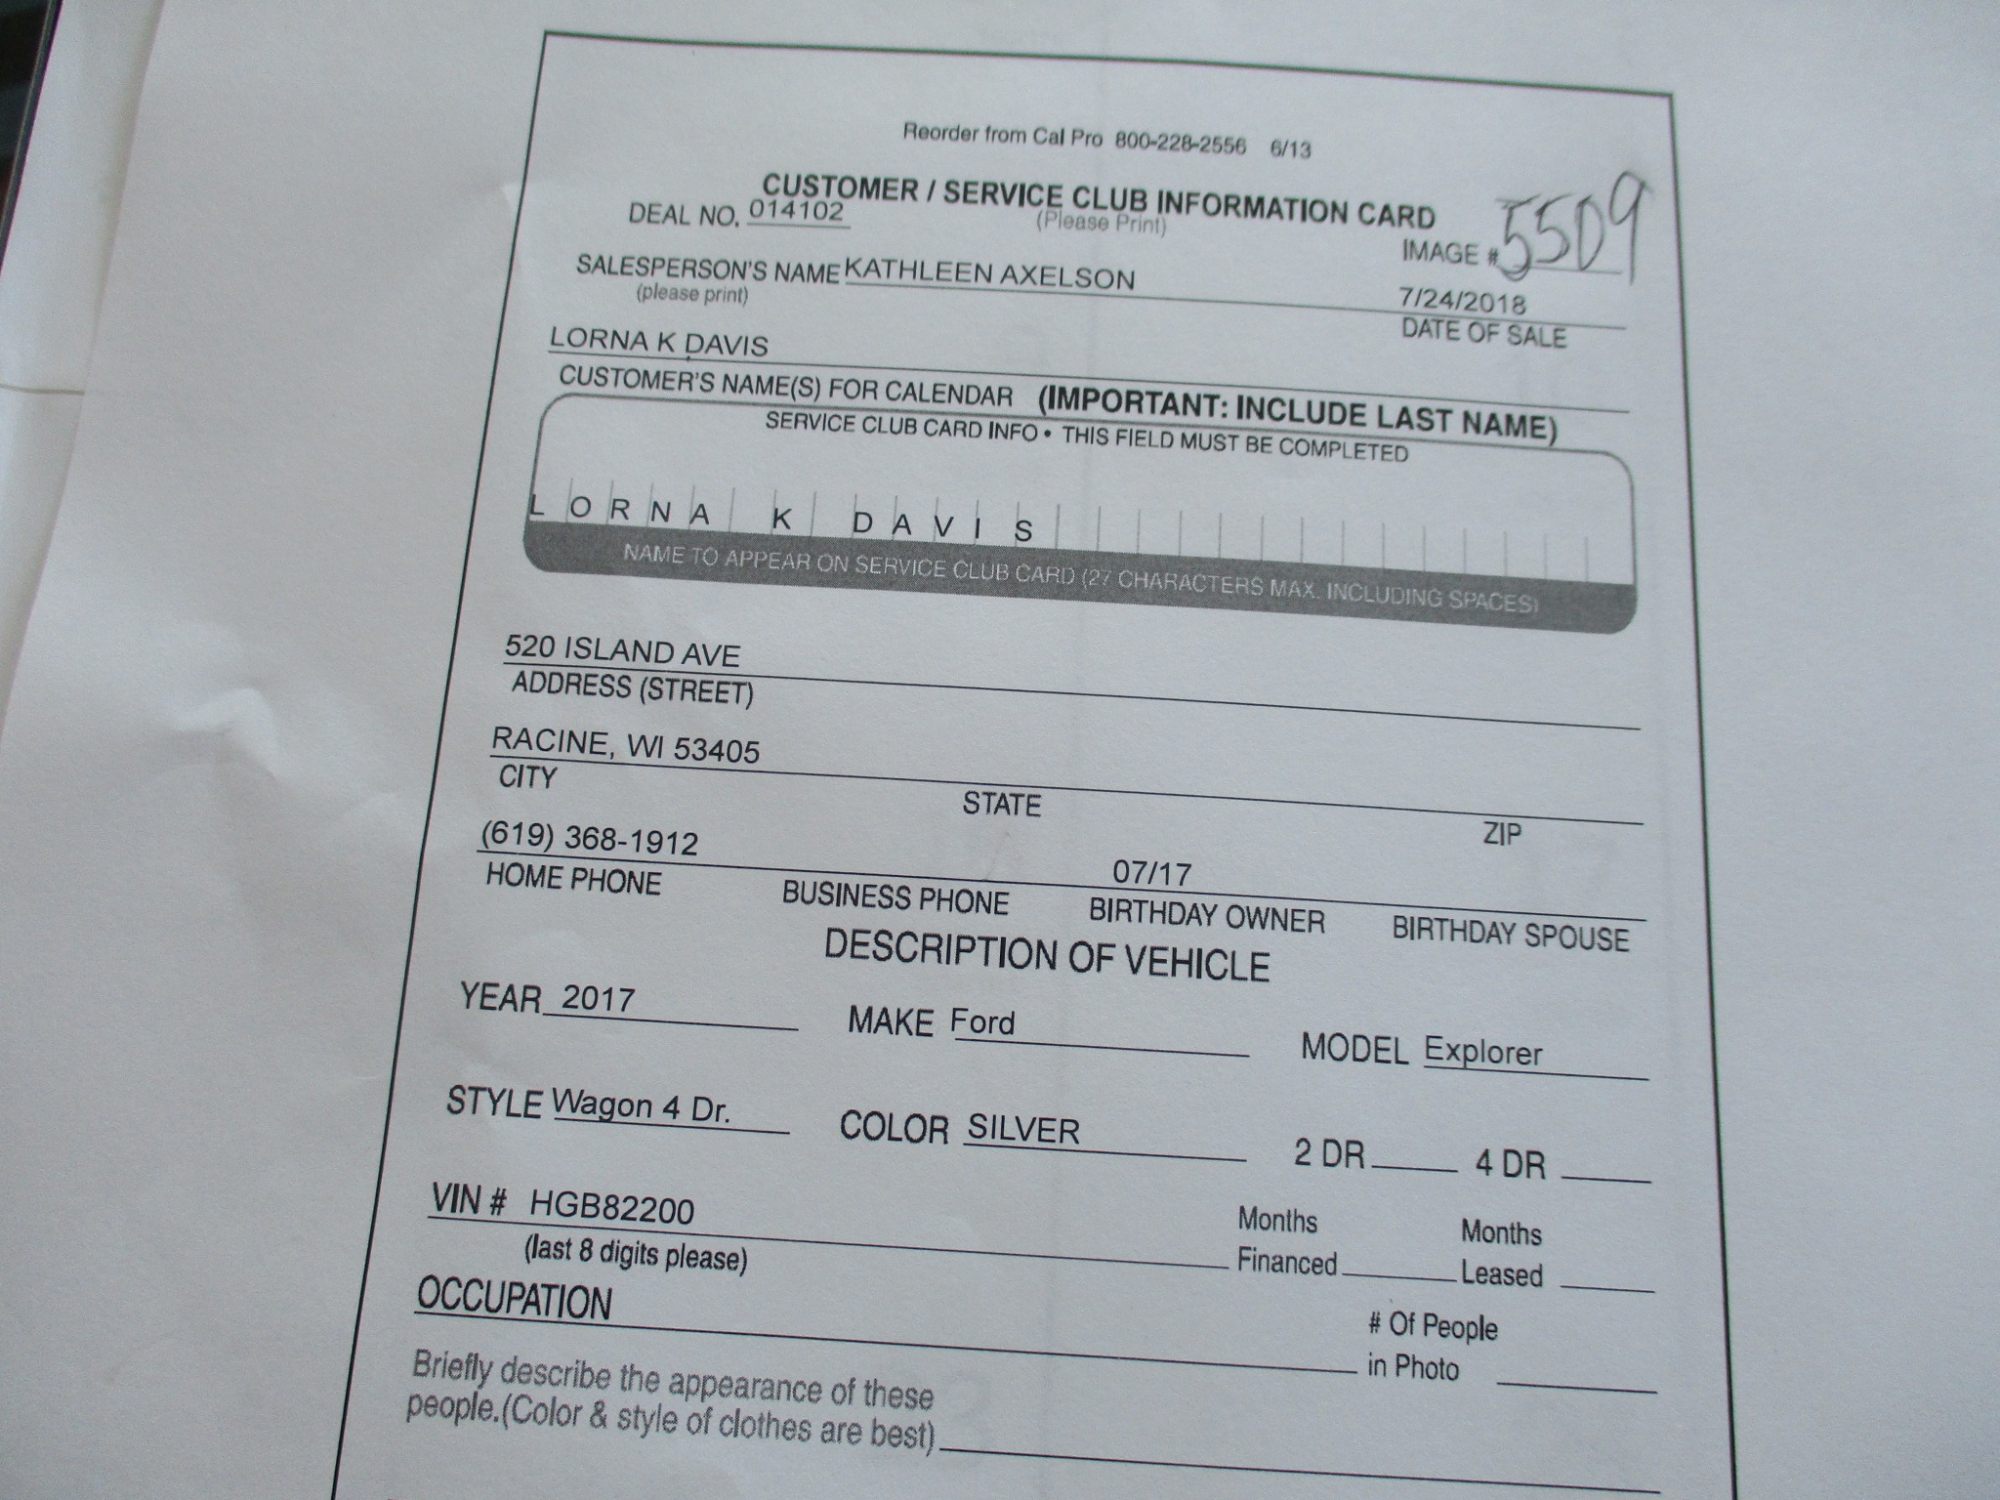 Reorder from Cal Pro 800-228-2556 6/13
CUSTOMER / SERVICE CLUB INFORMATION CARD
DEAL NO. 014102 (Please Print)
IMAGE # 5509
SALESPERSON'S NAME KATHLEEN AXELSON
(please print)
7/24/2018
DATE OF SALE
LORNA K DAVIS
CUSTOMER'S NAME(S) FOR CALENDAR (IMPORTANT: INCLUDE LAST NAME)
SERVICE CLUB CARD INFO • THIS FIELD MUST BE COMPLETED
L O R N A K D A V I S
NAME TO APPEAR ON SERVICE CLUB CARD (27 CHARACTERS MAX. INCLUDING SPACES)
520 ISLAND AVE
ADDRESS (STREET)
RACINE, WI 53405
CITY STATE ZIP
(619) 368-1912 07/17
HOME PHONE BUSINESS PHONE BIRTHDAY OWNER BIRTHDAY SPOUSE
DESCRIPTION OF VEHICLE
YEAR 2017 MAKE Ford MODEL Explorer
STYLE Wagon 4 Dr. COLOR SILVER 2 DR 4 DR
VIN # HGB82200 Months Months
(last 8 digits please) Financed Leased
OCCUPATION
# Of People
in Photo
Briefly describe the appearance of these
people.(Color & style of clothes are best)